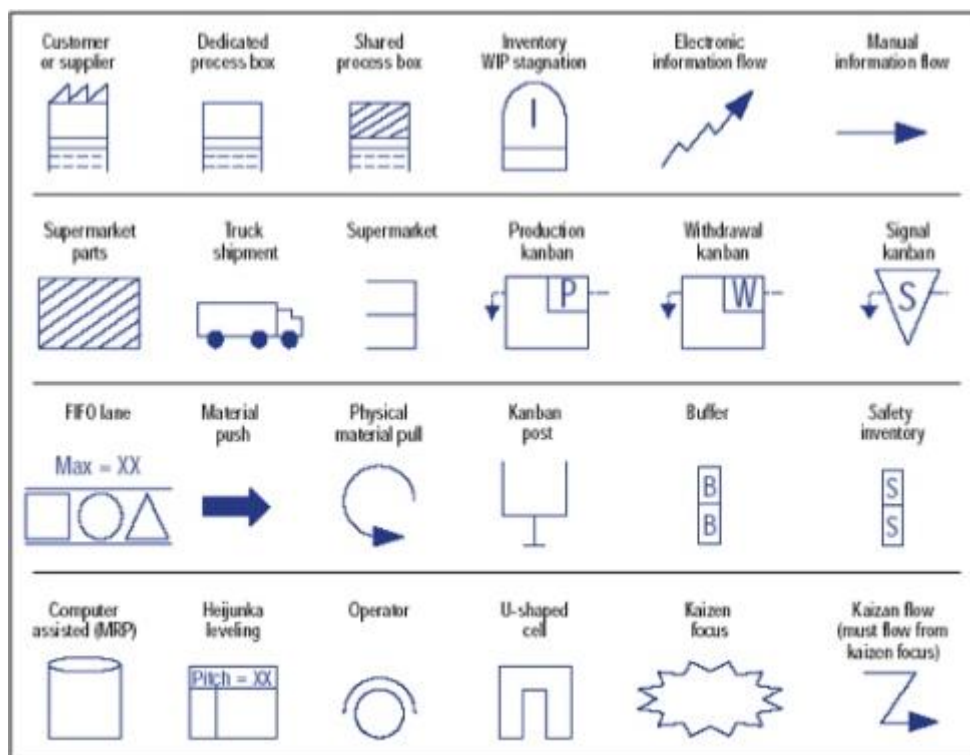 Customer
or supplier
Dedicated
process box
Shared
process box
Inventory
WIP stagnation
Electronic
information flow
Manual
information flow
I
Supermarket
parts
Truck
shipment
Supermarket
Production
kanban
Withdrawal
kanban
Signal
kanban
P
W
S
FIFO lane
Material
push
Physical
material pull
Kanban
post
Buffer
Safety
inventory
Max = XX
B
B
S
S
Computer
assisted (MRP)
Heijunka
leveling
Operator
U-shaped
cell
Kaizen
focus
Kaizan flow
(must flow from
kaizen focus)
Pitch = XX